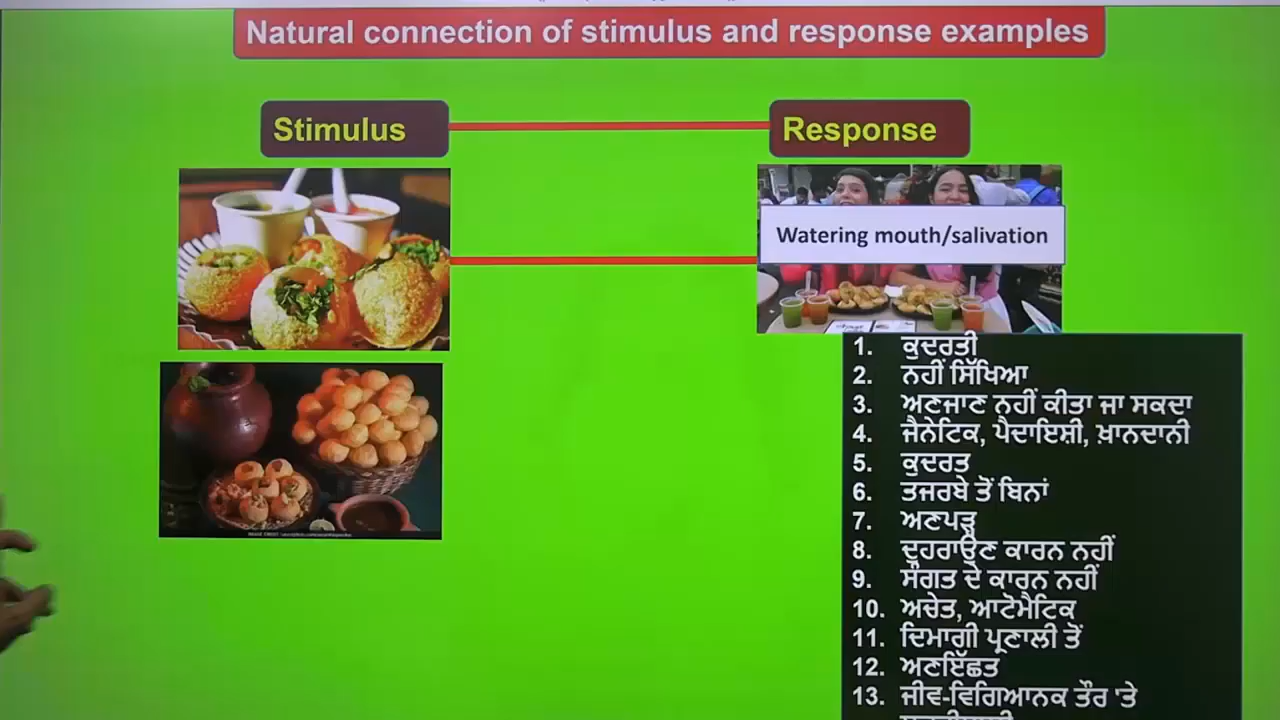 Natural connection of stimulus and response examples
Stimulus
Response
Watering mouth/salivation
1. ਕੁਦਰਤੀ
2. ਨਹੀਂ ਸਿੱਖਿਆ
3. ਅਣਜਾਣ ਨਹੀਂ ਕੀਤਾ ਜਾ ਸਕਦਾ
4. ਜੈਨੇਟਿਕ, ਪੈਦਾਇਸ਼ੀ, ਖ਼ਾਨਦਾਨੀ
5. ਕੁਦਰਤ
6. ਤਜਰਬੇ ਤੋਂ ਬਿਨਾਂ
7. ਅਣਪੜ੍ਹ
8. ਦੁਹਰਾਉਣ ਕਾਰਨ ਨਹੀਂ
9. ਸੰਗਤ ਦੇ ਕਾਰਨ ਨਹੀਂ
10. ਅਚੇਤ, ਆਟੋਮੈਟਿਕ
11. ਦਿਮਾਗੀ ਪ੍ਰਣਾਲੀ ਤੋਂ
12. ਅਣਇੱਛਤ
13. ਜੀਵ-ਵਿਗਿਆਨਕ ਤੌਰ 'ਤੇ